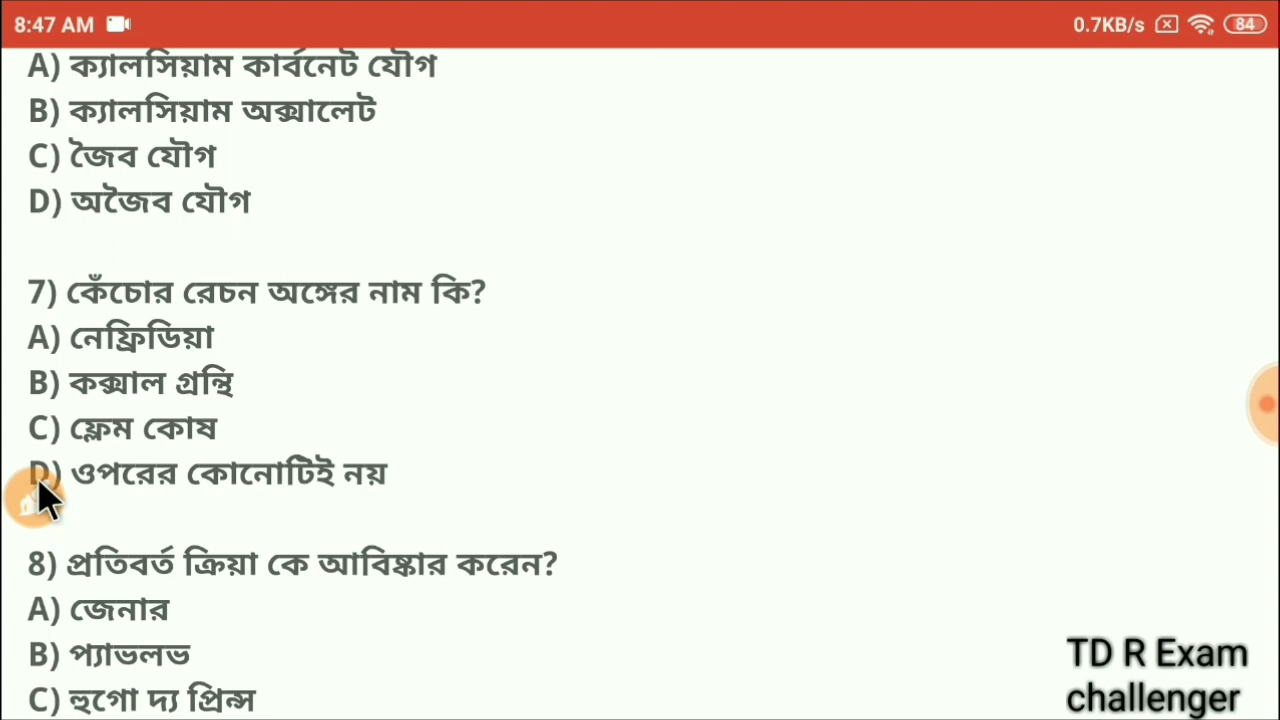 8:47 AM
0.7KB/s
84
A) ক্যালসিয়াম কার্বনেট যৌগ
B) ক্যালসিয়াম অক্সালেট
C) জৈব যৌগ
D) অজৈব যৌগ
7) কেঁচোর রেচন অঙ্গের নাম কি?
A) নেফ্রিডিয়া
B) কক্সাল গ্রন্থি
C) ফ্লেম কোষ
D) ওপরের কোনোটিই নয়
8) প্রতিবর্ত ক্রিয়া কে আবিষ্কার করেন?
A) জেনার
B) প্যাভলভ
C) হুগো দ্য প্রিন্স
TD R Exam
challenger